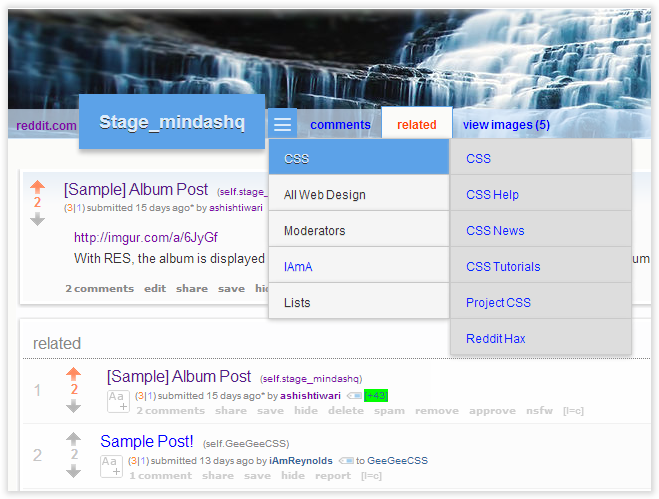 reddit.com Stage_mindashq comments related view images (5)
CSS CSS
All Web Design CSS Help
Moderators CSS News
IAmA CSS Tutorials
Lists Project CSS
Reddit Hax
[Sample] Album Post (self.stage_
2 (3|1) submitted 15 days ago* by ashishtiwari
http://imgur.com/a/6JyGf
With RES, the album is displayed um
2 comments edit share save hid
related
1 [Sample] Album Post (self.stage_mindashq)
2 Aa+ (3|1) submitted 15 days ago* by ashishtiwari [+43]
2 comments share save hide delete spam remove approve nsfw [l=c]
2 Sample Post! (self.GeeGeeCSS)
2 Aa+ (3|1) submitted 13 days ago by iAmReynolds to GeeGeeCSS
1 comment share save hide report [l=c]